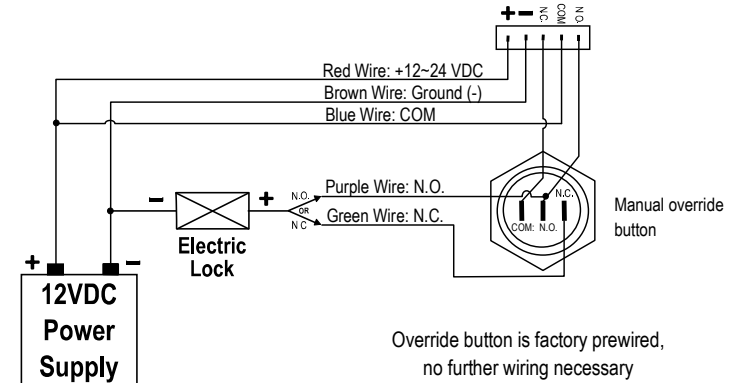 + − N.C. COM N.O.
Red Wire: +12~24 VDC
Brown Wire: Ground (-)
Blue Wire: COM
Purple Wire: N.O.
Green Wire: N.C.
− + N.O.
OR
N C
Electric
Lock
N.C.
COM: N.O.
Manual override
button
+ −
12VDC
Power
Supply
Override button is factory prewired,
no further wiring necessary